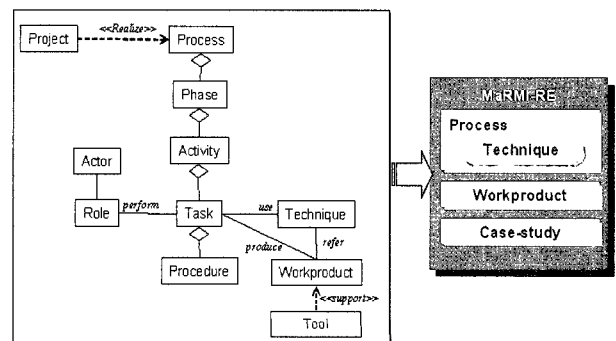 <<Realize>>
Project
Process
Phase
Activity
Actor
Role
perform
Task
use
Technique
produce
refer
Procedure
Workproduct
<<support>>
Tool
MaRMI-RE
Process
Technique
Workproduct
Case-study